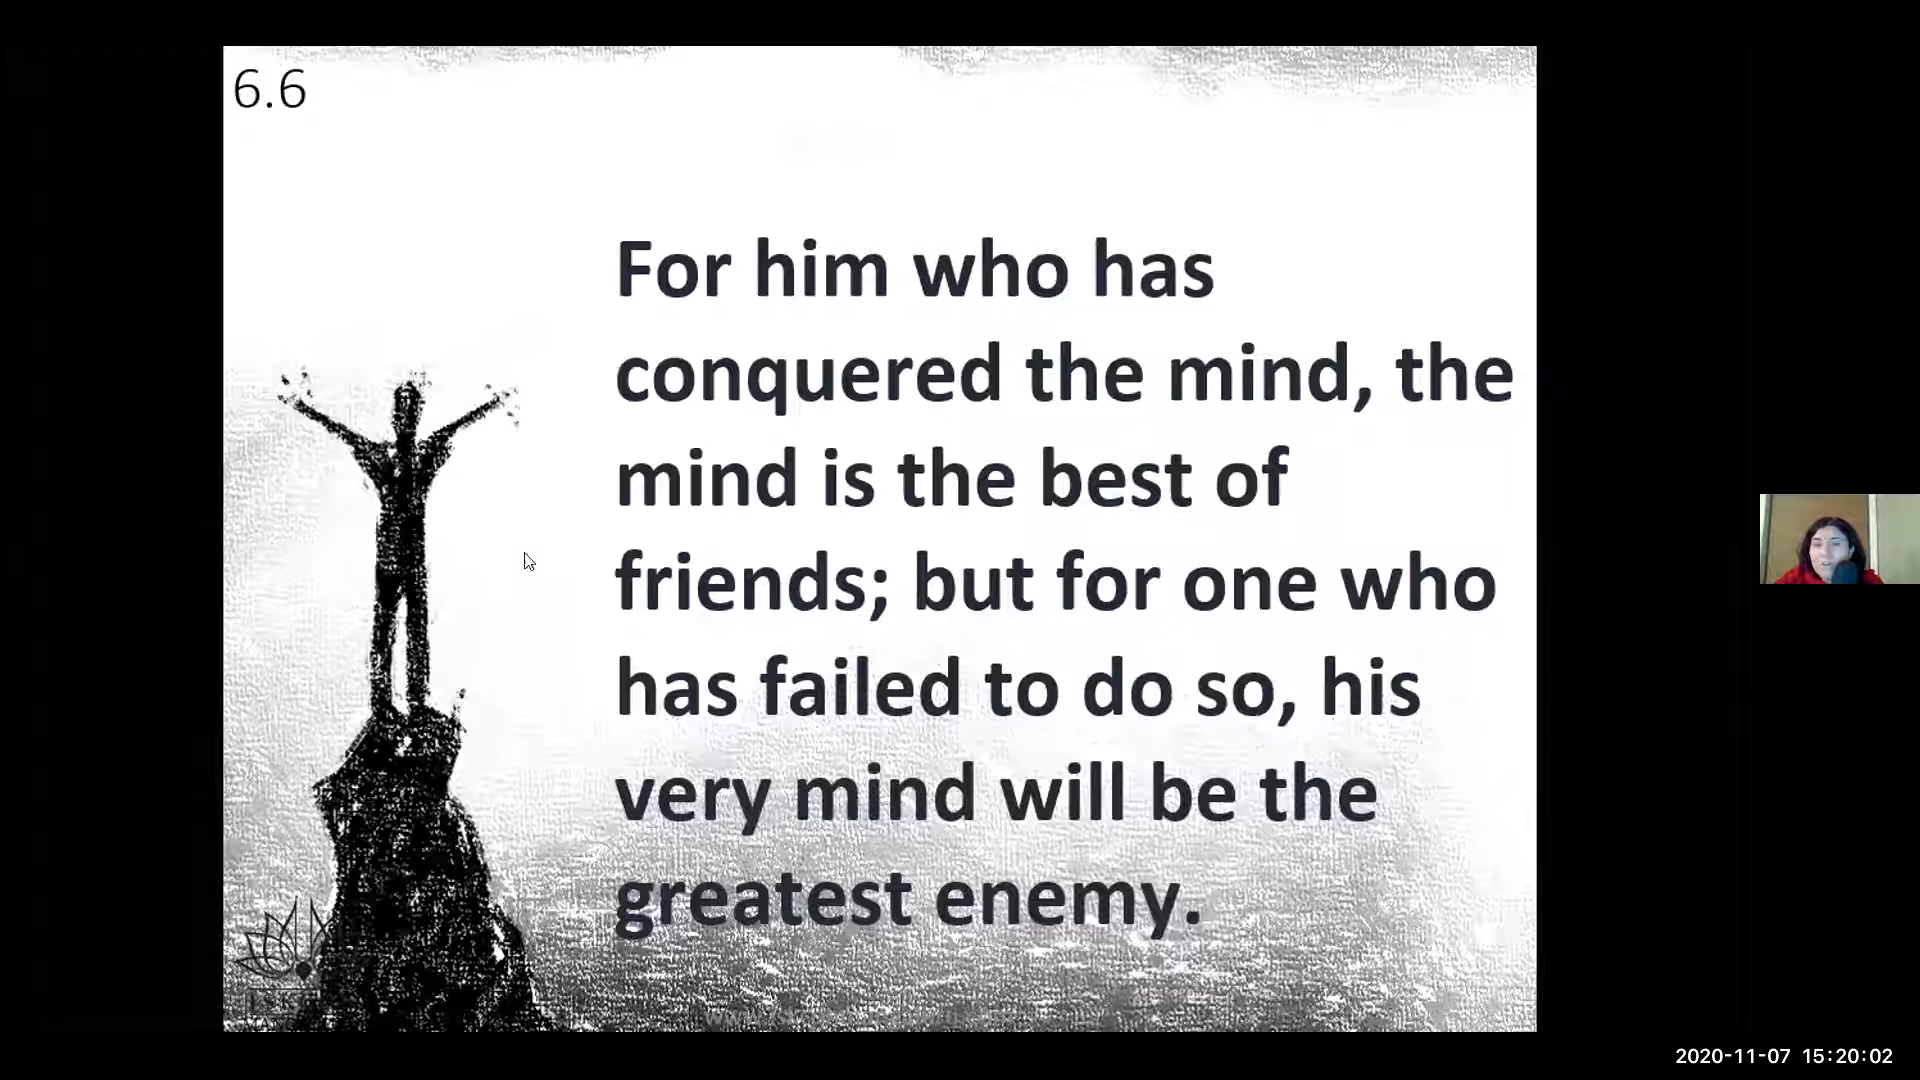 6.6
For him who has
conquered the mind, the
mind is the best of
friends; but for one who
has failed to do so, his
very mind will be the
greatest enemy.
2020-11-07 15:20:02